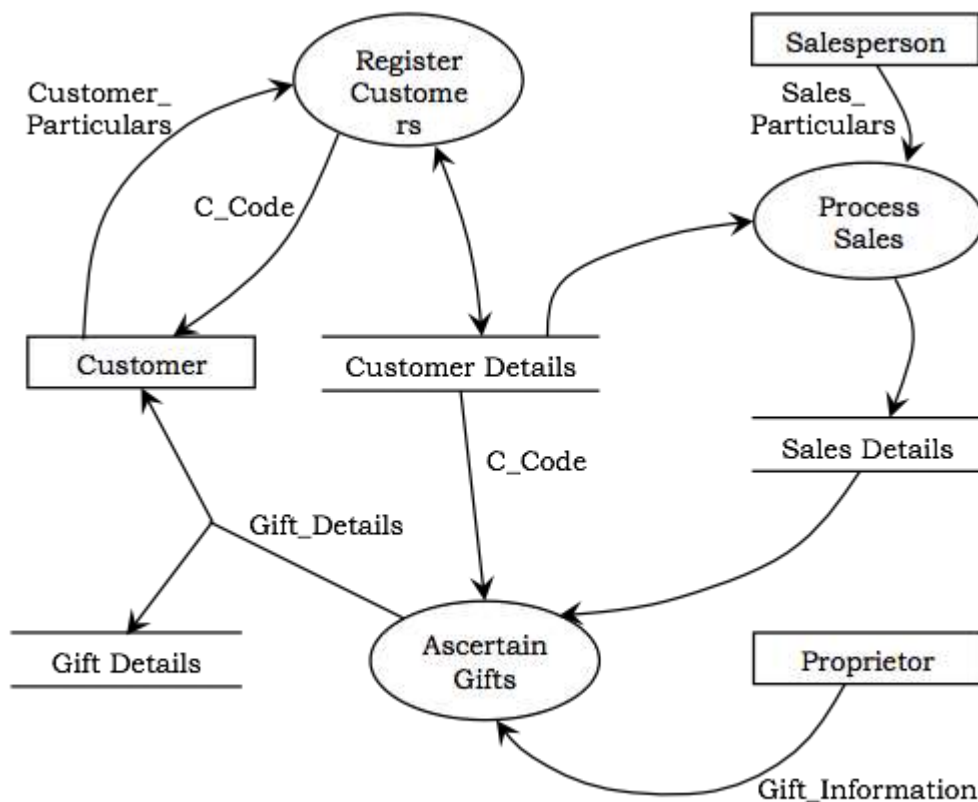 Register
Custome
rs
Salesperson
Customer_
Particulars
Sales_
Particulars
C_Code
Process
Sales
Customer
Customer Details
C_Code
Sales Details
Gift_Details
Gift Details
Ascertain
Gifts
Proprietor
Gift_Information